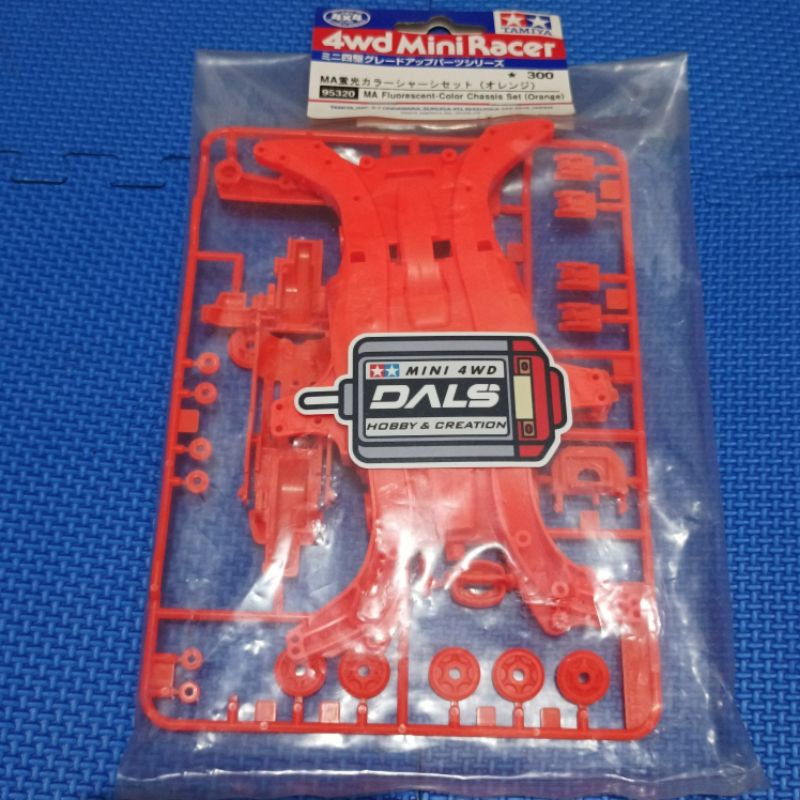 TAMIYA
4wd Mini Racer
ミニ四駆グレードアップパーツシリーズ
★ 300
MA蛍光カラーシャーシセット (オレンジ)
95320 MA Fluorescent-Color Chassis Set (Orange)
MINI 4WD
DALS
HOBBY & CREATION